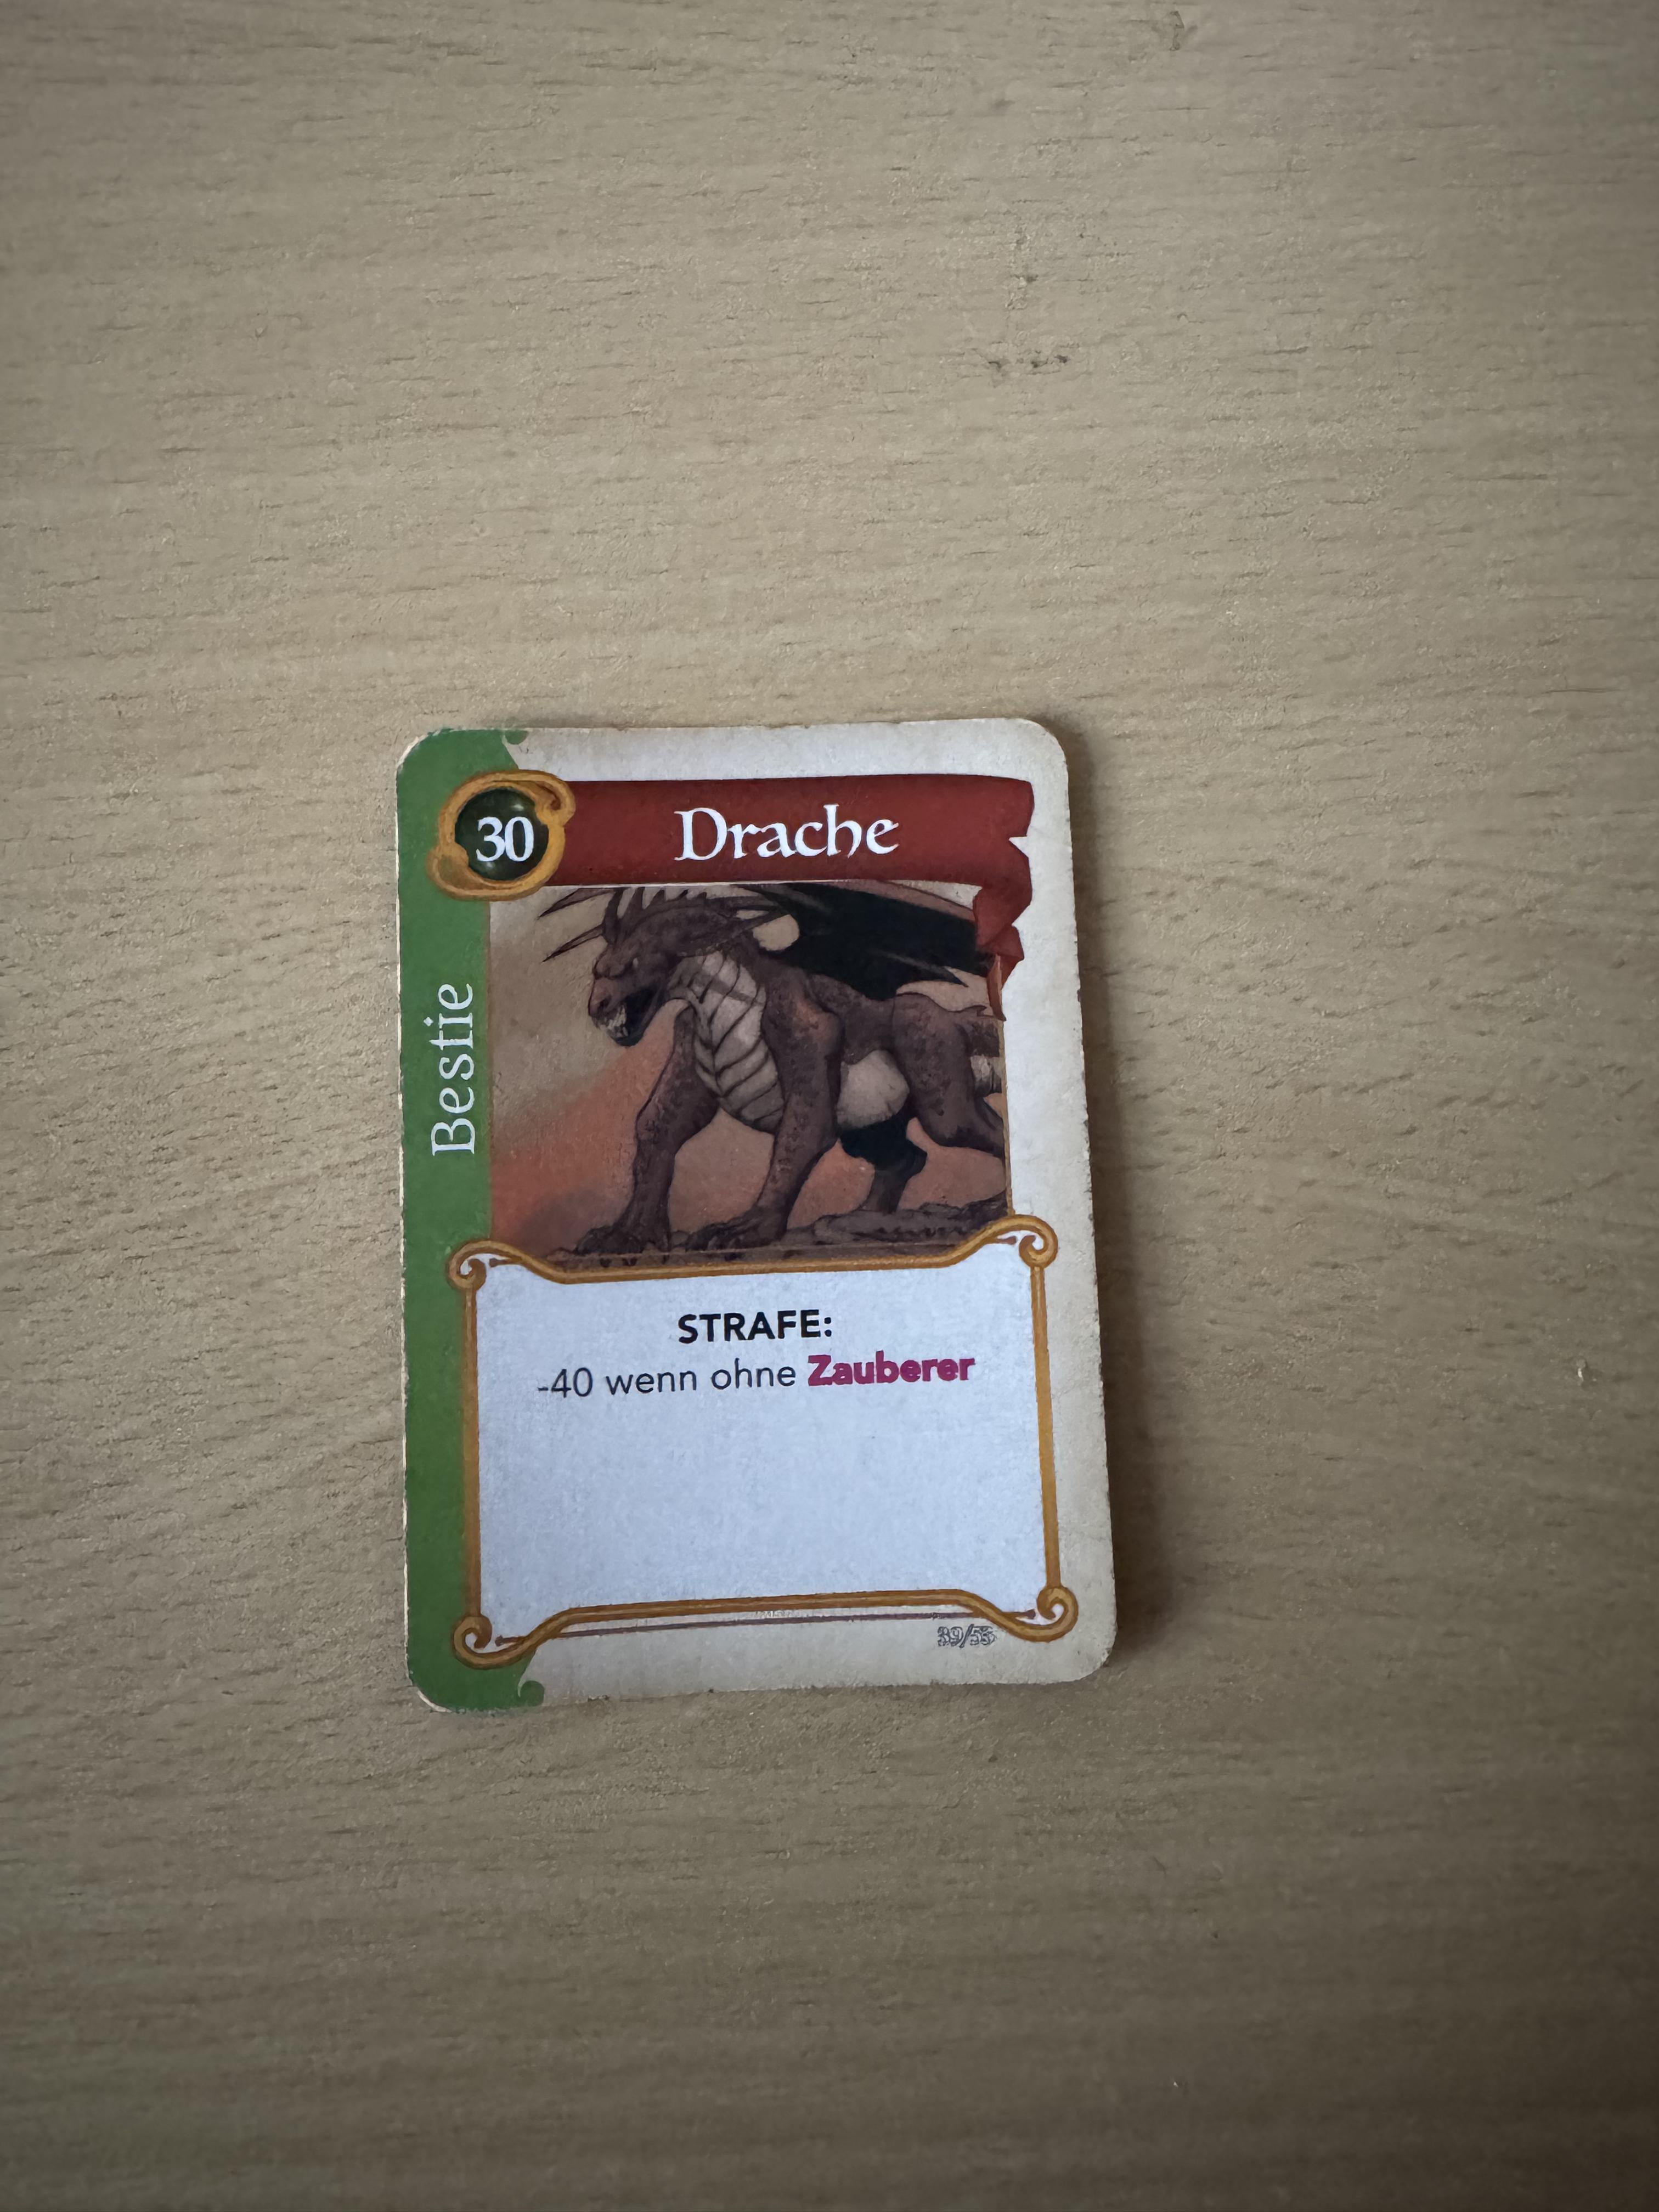 30
Drache
Bestie
STRAFE:
-40 wenn ohne Zauberer
39/53